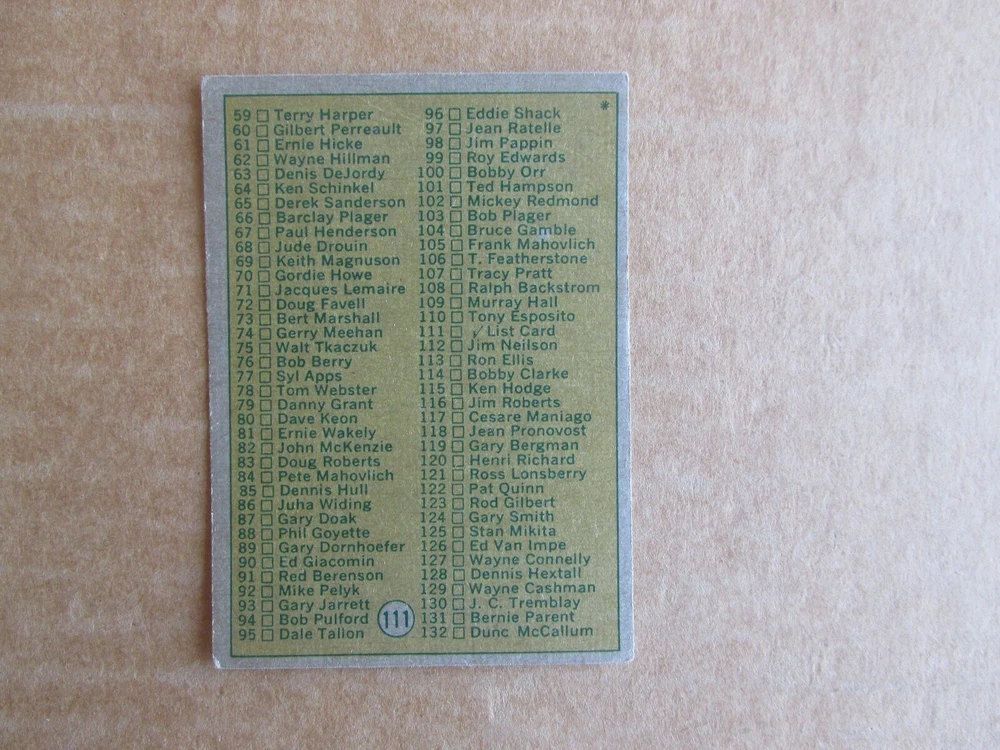 59 □ Terry Harper
60 □ Gilbert Perreault
61 □ Ernie Hicke
62 □ Wayne Hillman
63 □ Denis DeJordy
64 □ Ken Schinkel
65 □ Derek Sanderson
66 □ Barclay Plager
67 □ Paul Henderson
68 □ Jude Drouin
69 □ Keith Magnuson
70 □ Gordie Howe
71 □ Jacques Lemaire
72 □ Doug Favell
73 □ Bert Marshall
74 □ Gerry Meehan
75 □ Walt Tkaczuk
76 □ Bob Berry
77 □ Syl Apps
78 □ Tom Webster
79 □ Danny Grant
80 □ Dave Keon
81 □ Ernie Wakely
82 □ John McKenzie
83 □ Doug Roberts
84 □ Pete Mahovlich
85 □ Dennis Hull
86 □ Juha Widing
87 □ Gary Doak
88 □ Phil Goyette
89 □ Gary Dornhoefer
90 □ Ed Giacomin
91 □ Red Berenson
92 □ Mike Pelyk
93 □ Gary Jarrett
94 □ Bob Pulford
95 □ Dale Tallon
111
*
96 □ Eddie Shack
97 □ Jean Ratelle
98 □ Jim Pappin
99 □ Roy Edwards
100 □ Bobby Orr
101 □ Ted Hampson
102 □ Mickey Redmond
103 □ Bob Plager
104 □ Bruce Gamble
105 □ Frank Mahovlich
106 □ T. Featherstone
107 □ Tracy Pratt
108 □ Ralph Backstrom
109 □ Murray Hall
110 □ Tony Esposito
111 □ ✓List Card
112 □ Jim Neilson
113 □ Ron Ellis
114 □ Bobby Clarke
115 □ Ken Hodge
116 □ Jim Roberts
117 □ Cesare Maniago
118 □ Jean Pronovost
119 □ Gary Bergman
120 □ Henri Richard
121 □ Ross Lonsberry
122 □ Pat Quinn
123 □ Rod Gilbert
124 □ Gary Smith
125 □ Stan Mikita
126 □ Ed Van Impe
127 □ Wayne Connelly
128 □ Dennis Hextall
129 □ Wayne Cashman
130 □ J. C. Tremblay
131 □ Bernie Parent
132 □ Dunc McCallum